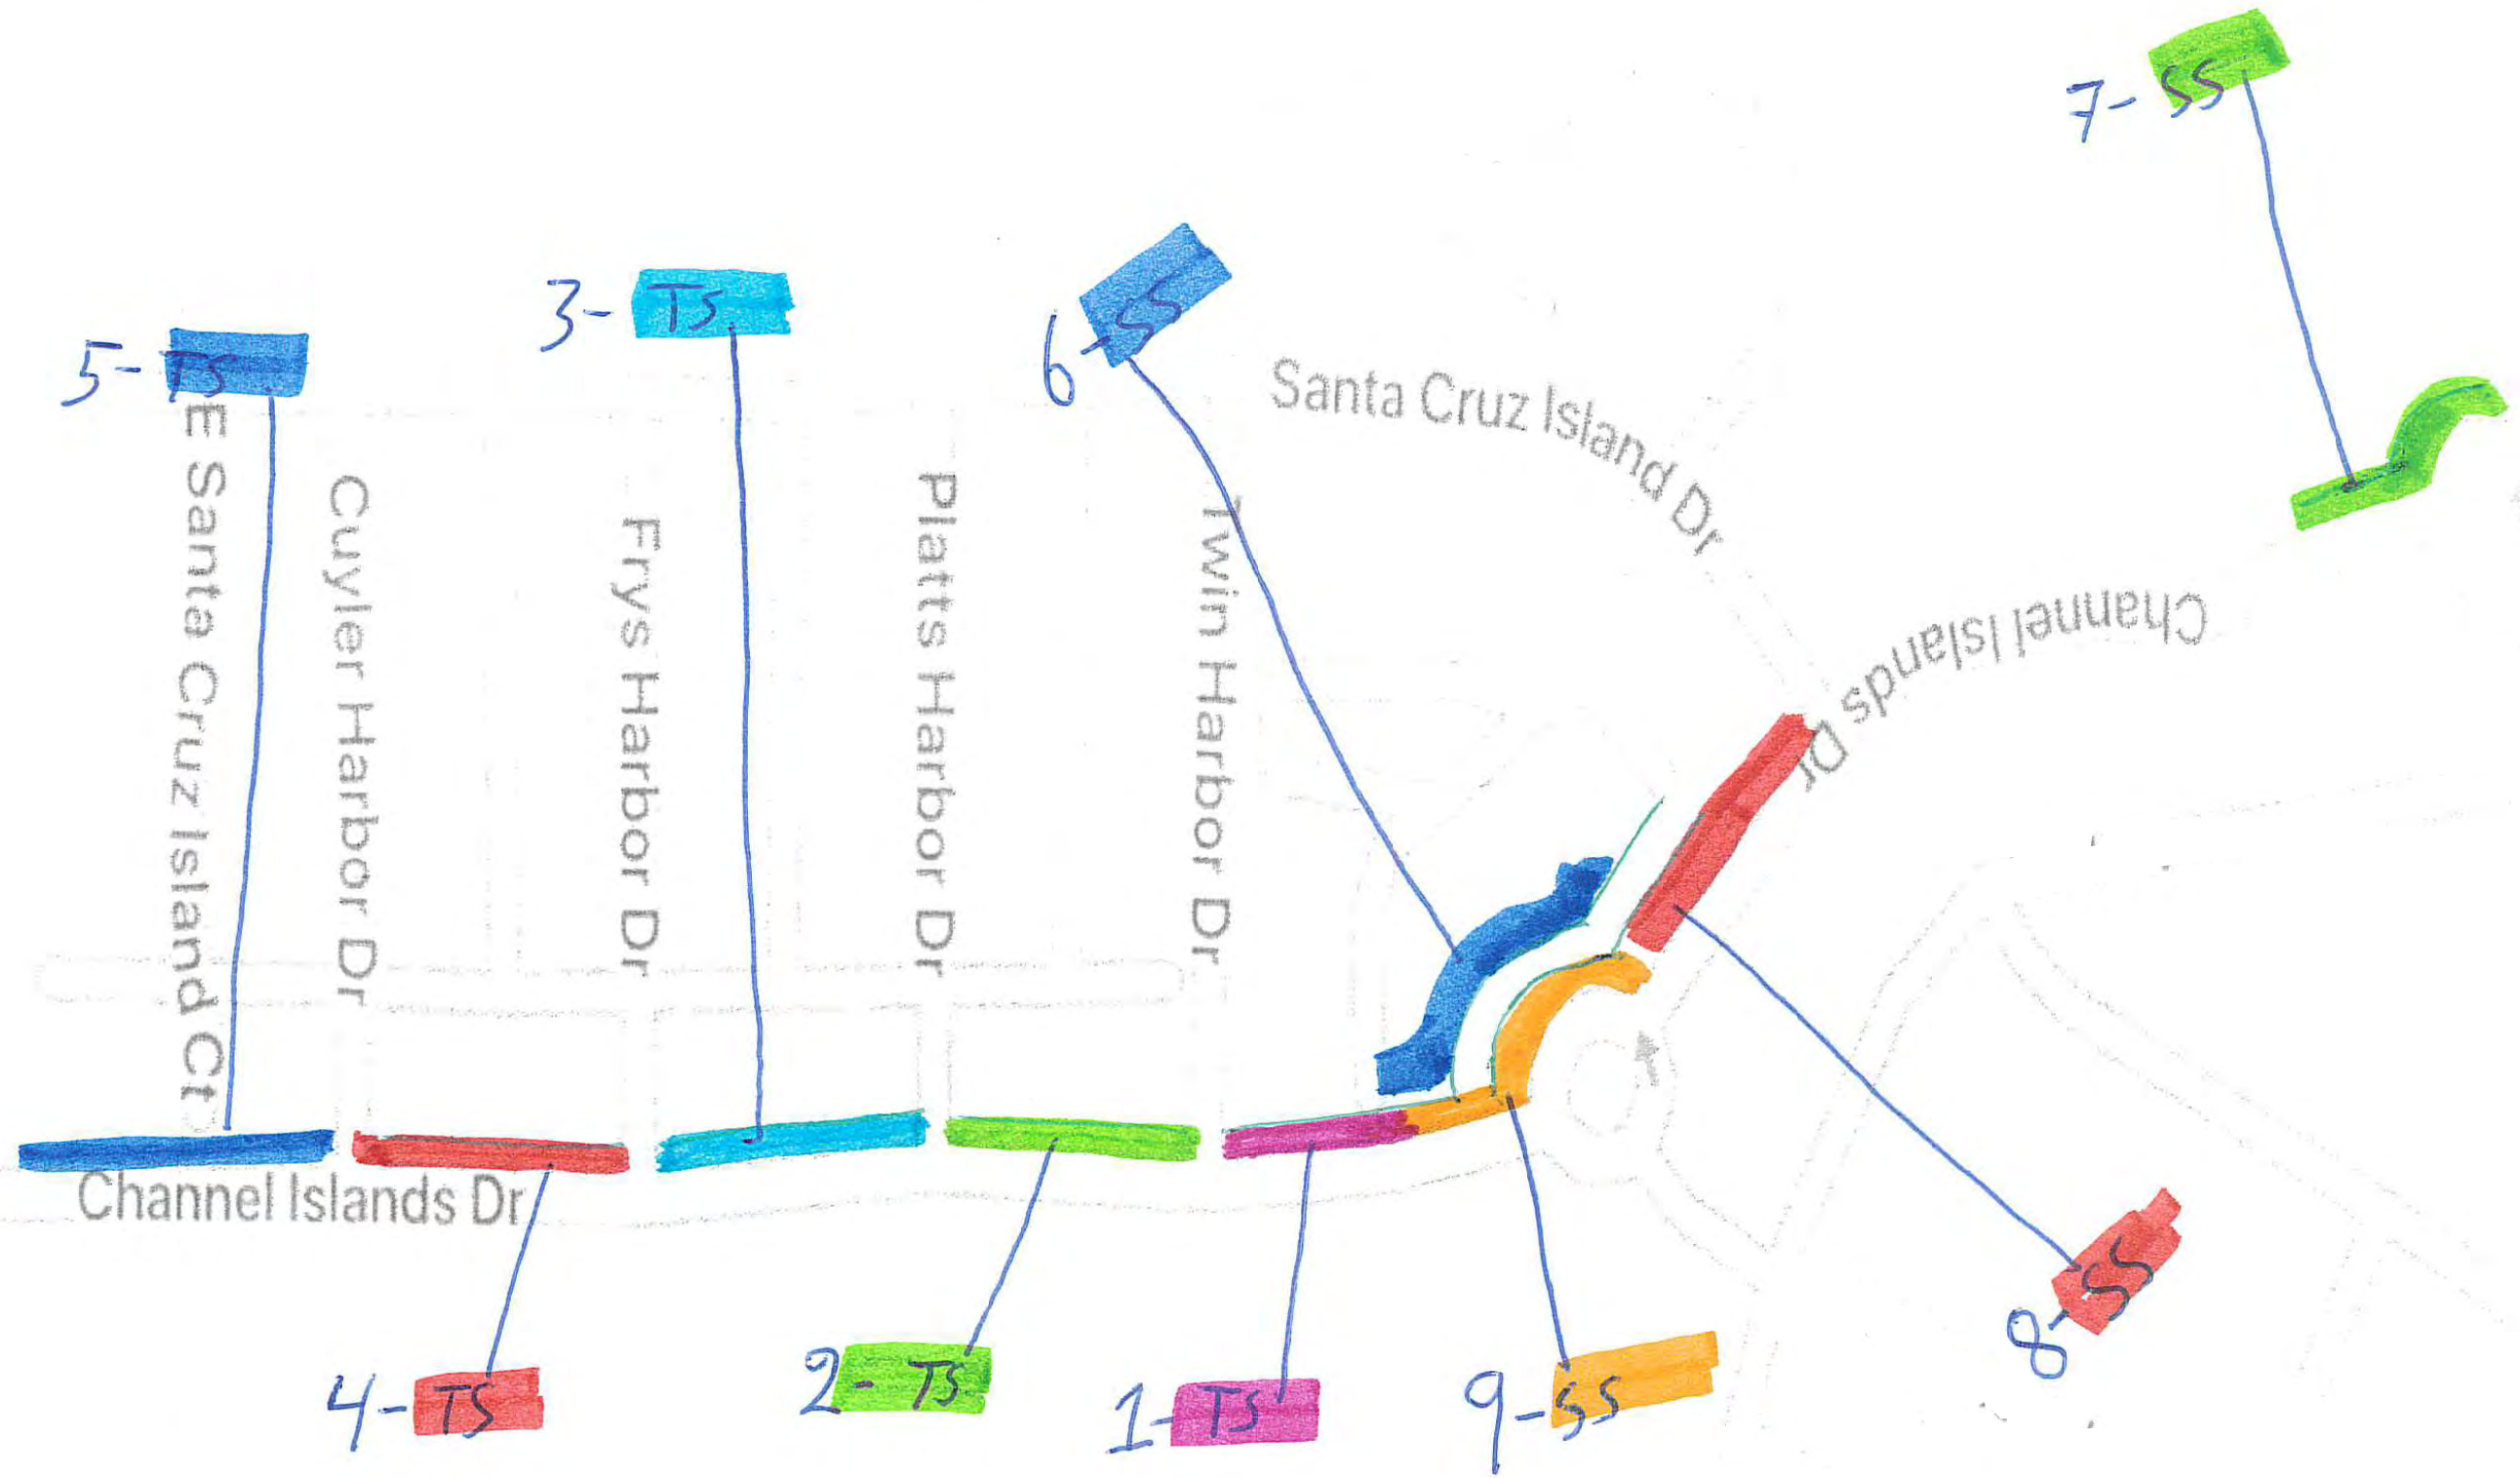 7-SS
3-TS
6-SS
5-TS
Santa Cruz Island Dr
E Santa Cruz Island Ct
Cuyler Harbor Dr
Frys Harbor Dr
Platts Harbor Dr
Twin Harbor Dr
Channel Islands Dr
Channel Islands Dr
8-SS
4-TS
2-TS
1-TS
9-SS